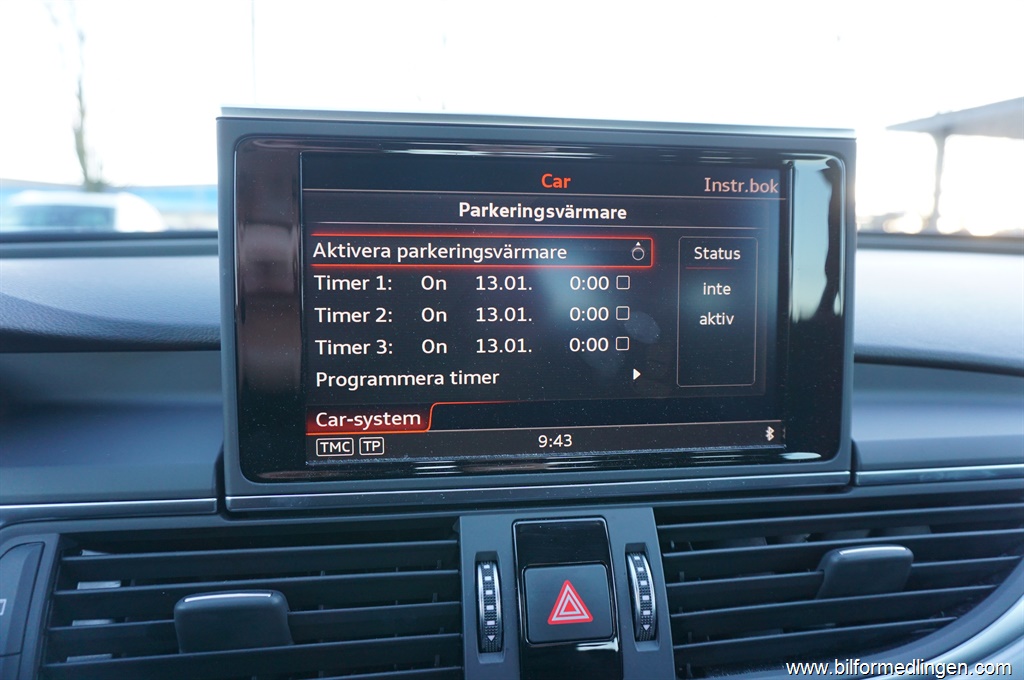 Car
Instr.bok
Parkeringsvärmare
Aktivera parkeringsvärmare
Timer 1: On 13.01. 0:00
Timer 2: On 13.01. 0:00
Timer 3: On 13.01. 0:00
Programmera timer
Status
inte
aktiv
Car-system
TMC TP
9:43
www.bilformedlingen.com